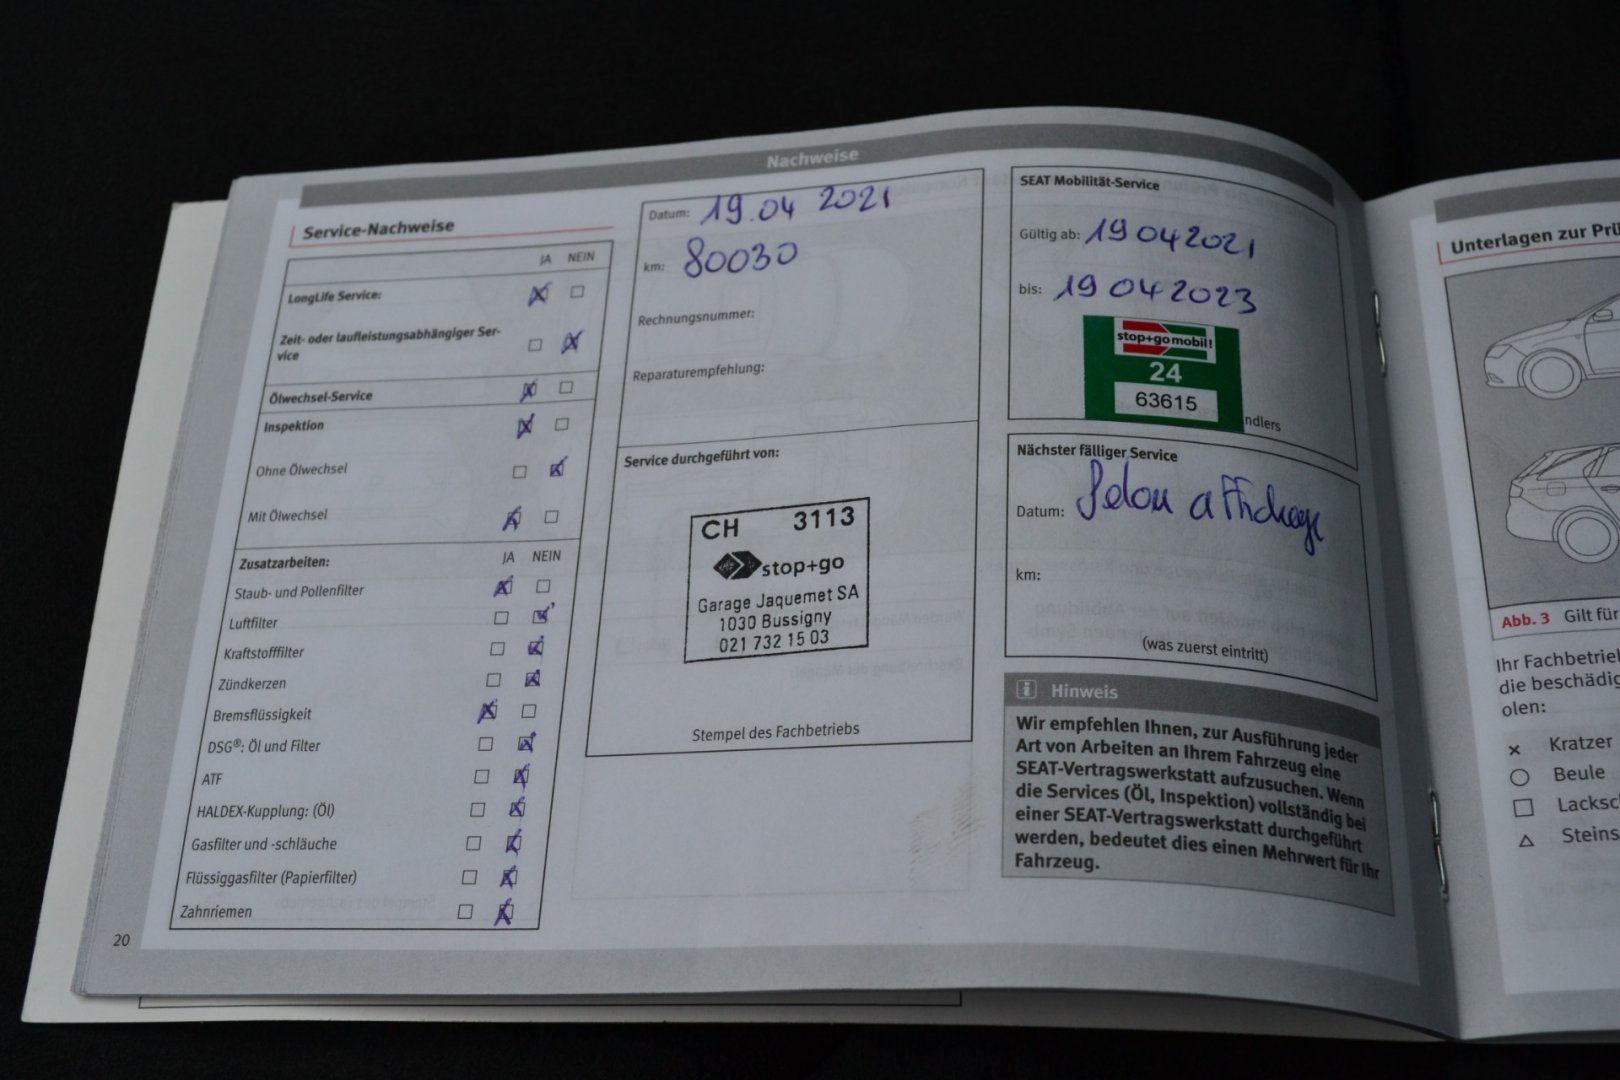 Nachweise
Service-Nachweise
JA NEIN
LongLife Service:
Zeit- oder laufleistungsabhängiger Ser-
vice
Ölwechsel-Service
Inspektion
Ohne Ölwechsel
Mit Ölwechsel
Zusatzarbeiten: JA NEIN
Staub- und Pollenfilter
Luftfilter
Kraftstofffilter
Zündkerzen
Bremsflüssigkeit
DSG®: Öl und Filter
ATF
HALDEX-Kupplung: (Öl)
Gasfilter und -schläuche
Flüssiggasfilter (Papierfilter)
Zahnriemen
20
Datum: 19.04 2021
km: 80030
Rechnungsnummer:
Reparaturempfehlung:
Service durchgeführt von:
CH 3113
stop+go
Garage Jaquemet SA
1030 Bussigny
021 732 15 03
Stempel des Fachbetriebs
SEAT Mobilität-Service
Gültig ab: 19 04 2021
bis: 19 04 2023
stop+go mobil!
24
63615
ndlers
Nächster fälliger Service
Datum: Selon affichage
km:
(was zuerst eintritt)
Hinweis
Wir empfehlen Ihnen, zur Ausführung jeder
Art von Arbeiten an Ihrem Fahrzeug eine
SEAT-Vertragswerkstatt aufzusuchen. Wenn
die Services (Öl, Inspektion) vollständig bei
einer SEAT-Vertragswerkstatt durchgeführt
werden, bedeutet dies einen Mehrwert für Ihr
Fahrzeug.
Unterlagen zur Prü
Abb. 3 Gilt für
Ihr Fachbetrie
die beschädig
olen:
Kratzer
Beule
Lacksc
Steins